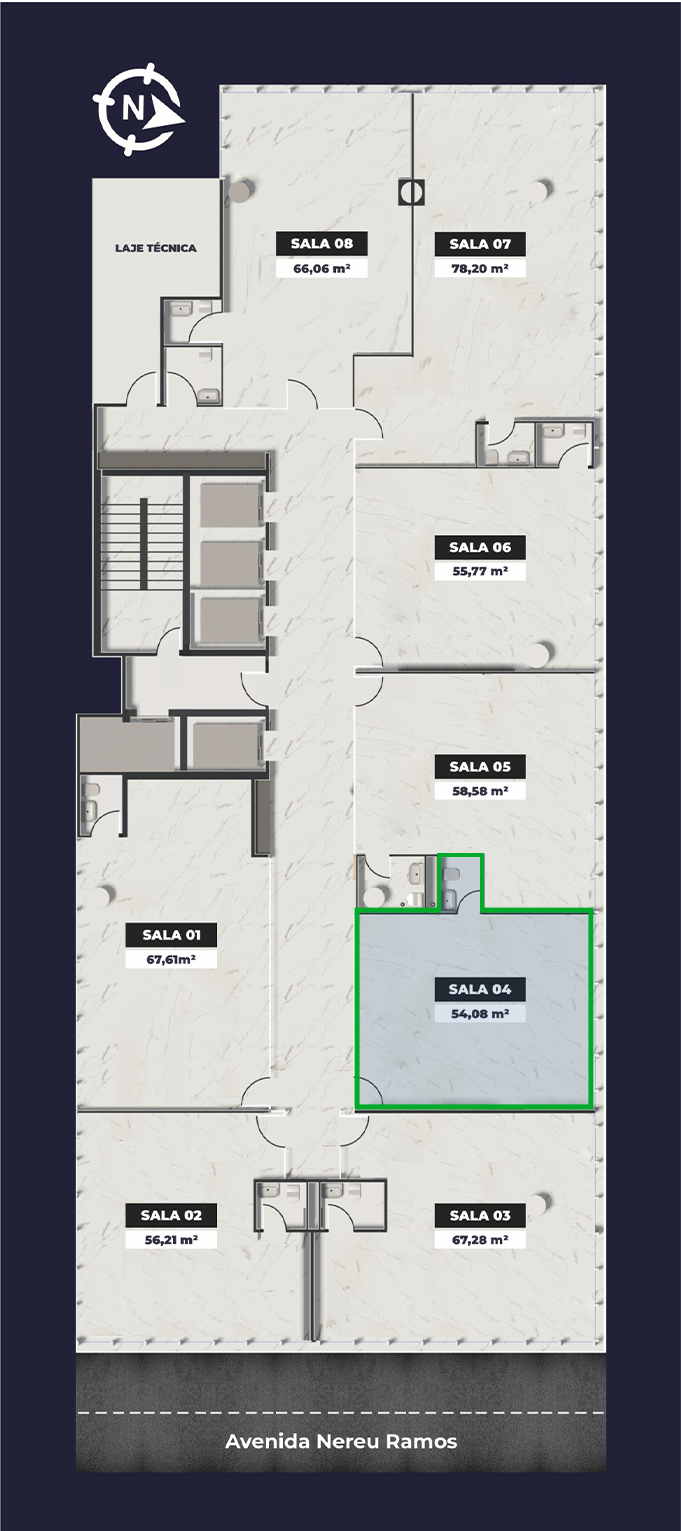 N
LAJE TÉCNICA
SALA 08
66,06 m²
SALA 07
78,20 m²
SALA 06
55,77 m²
SALA 05
58,58 m²
SALA 01
67,61m²
SALA 04
54,08 m²
SALA 02
56,21 m²
SALA 03
67,28 m²
Avenida Nereu Ramos